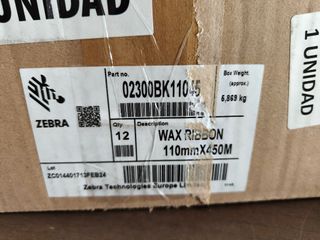 UNIDAD
1 UNIDAD
Part no.
02300BK11045
Box Weight.
(approx.)
6,869 kg
ZEBRA
Qty
12
Description
WAX RIBBON
110mmX450M
Lot
ZC014401713FEB24
Zebra Technologies Europe Limited